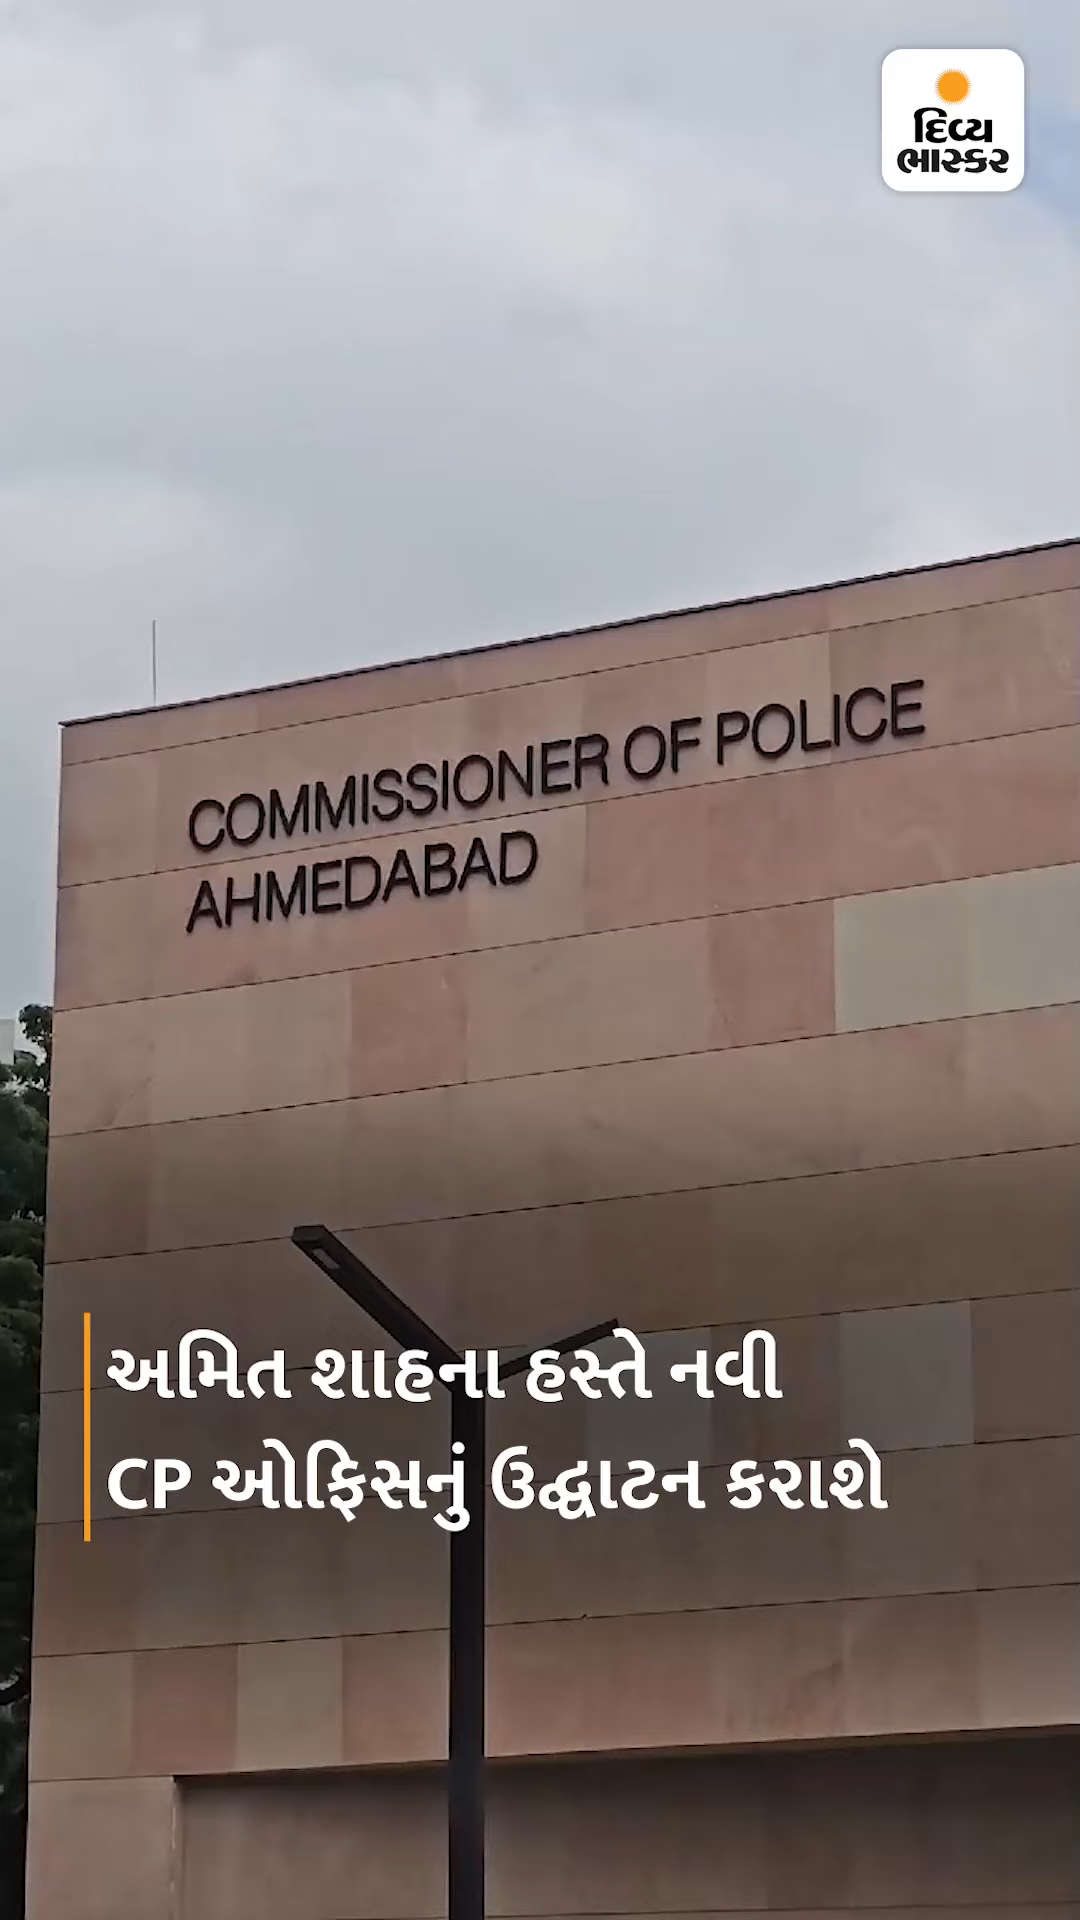 દિવ્ય
ભાસ્કર
COMMISSIONER OF POLICE
AHMEDABAD
અમિત શાહના હસ્તે નવી
CP ઓફિસનું ઉદ્ઘાટન કરાશે